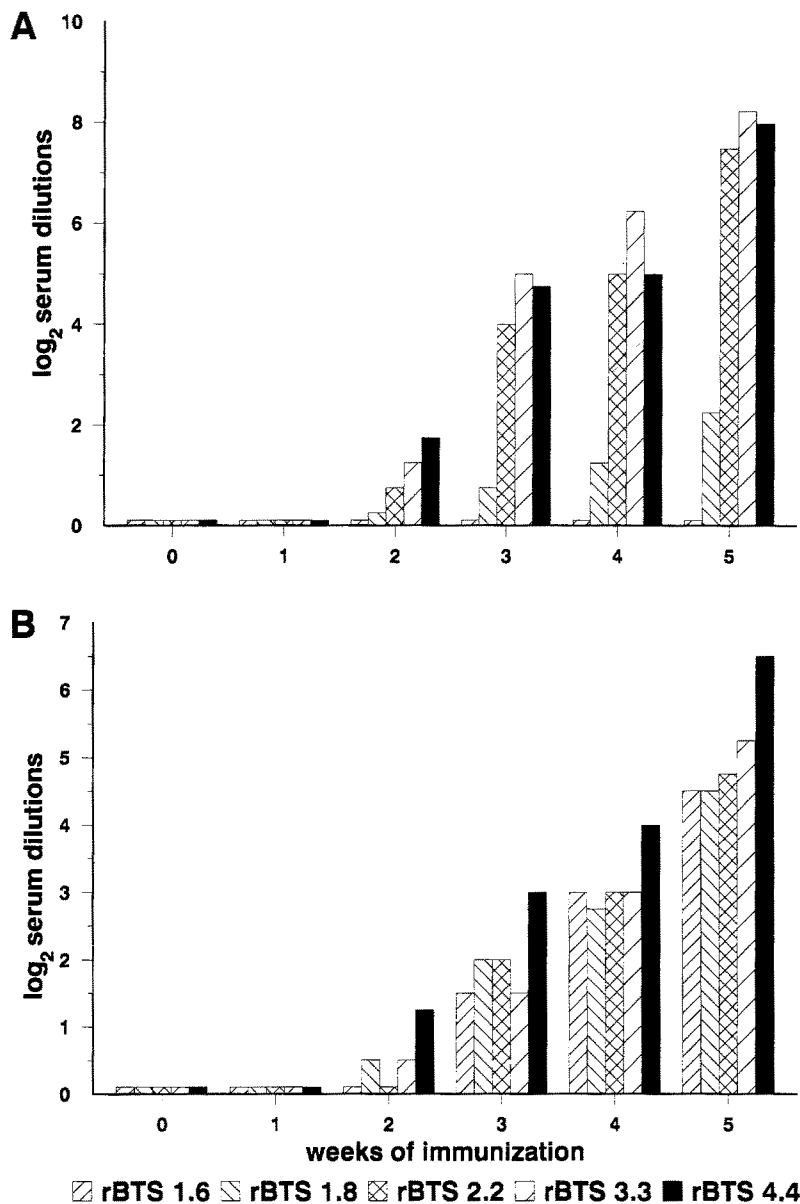 A
10
8
6
4
2
0
log2 serum dilutions
0 1 2 3 4 5
B
7
6
5
4
3
2
1
0
log2 serum dilutions
0 1 2 3 4 5
weeks of immunization
rBTS 1.6 rBTS 1.8 rBTS 2.2 rBTS 3.3 rBTS 4.4